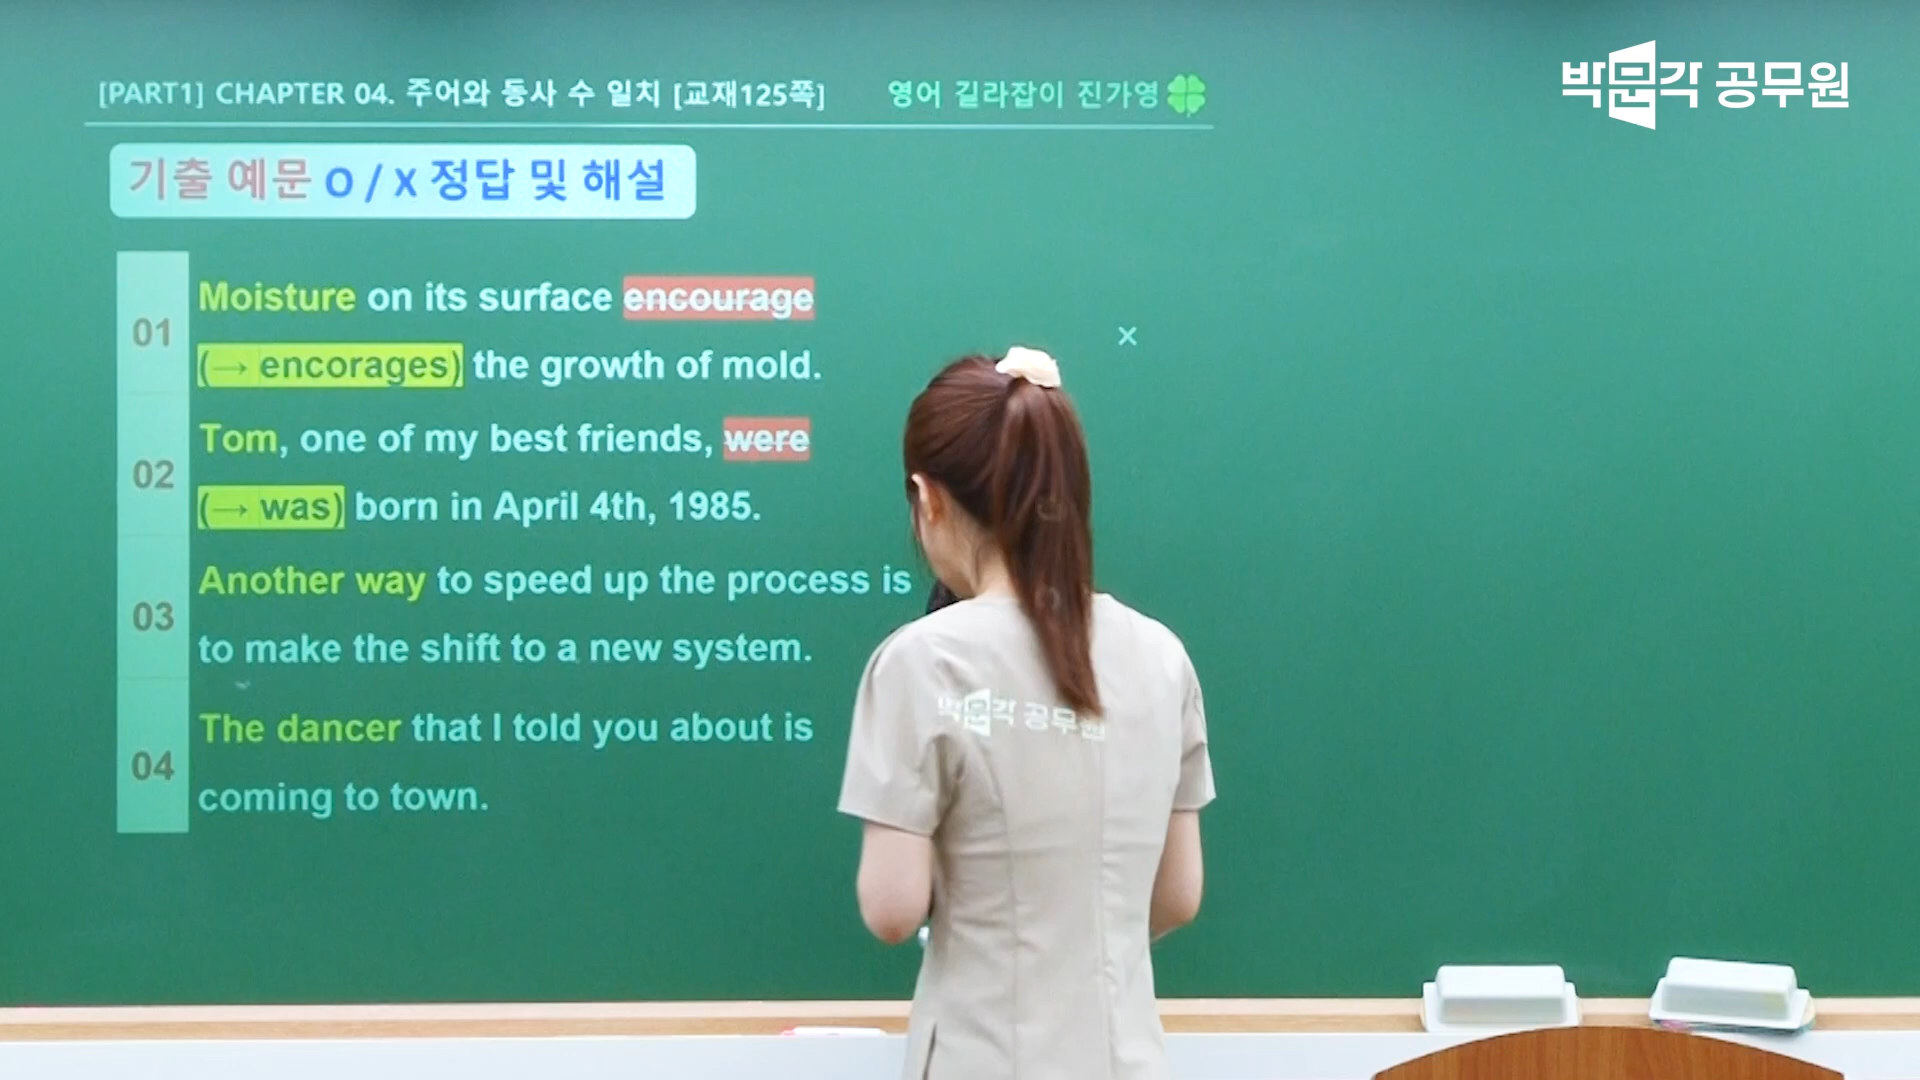 [PART1] CHAPTER 04. 주어와 동사 수 일치 [교재125쪽] 영어 길라잡이 진가영
박문각 공무원
기출 예문 O / X 정답 및 해설
01 Moisture on its surface encourage
(→ encorages) the growth of mold.
×
02 Tom, one of my best friends, were
(→ was) born in April 4th, 1985.
03 Another way to speed up the process is
to make the shift to a new system.
04 The dancer that I told you about is
coming to town.
박문각 공무원